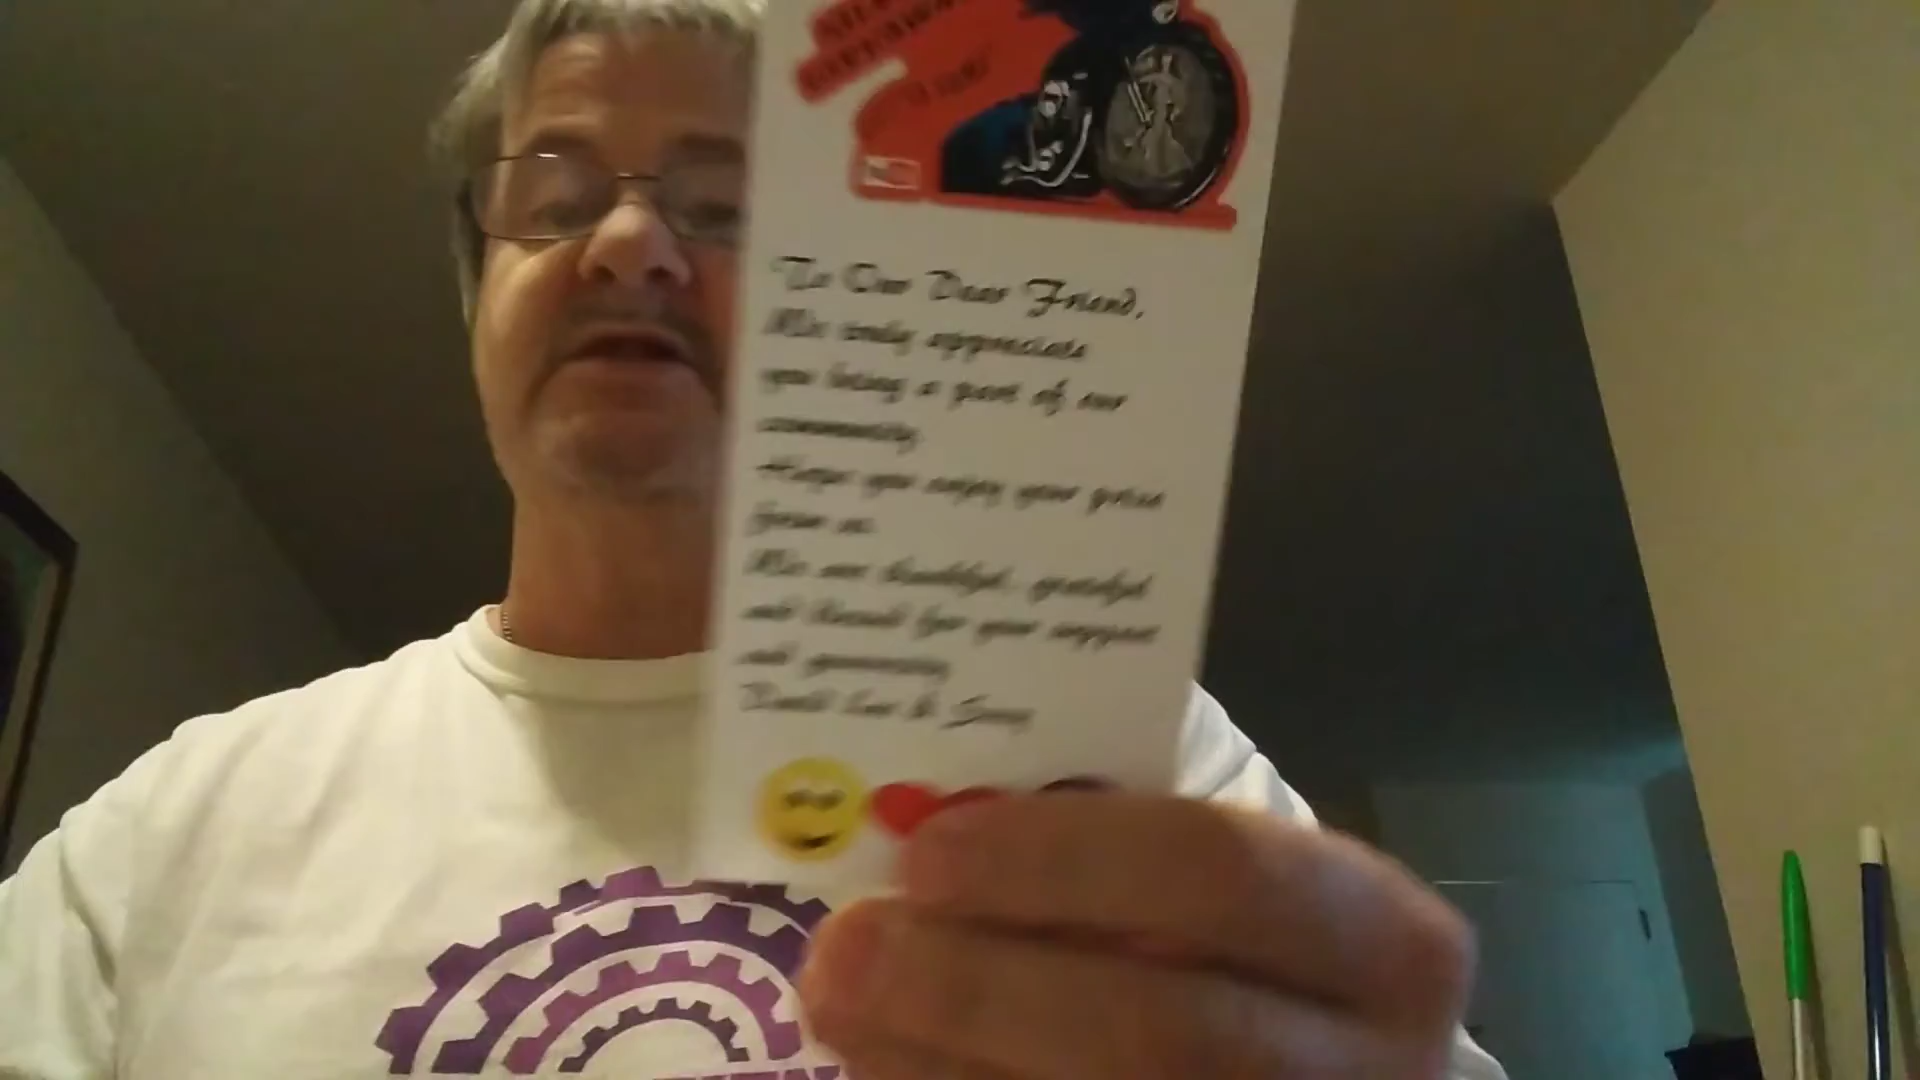 To Our Dear Friend,
We truly appreciate
you being a part of our
community.
Hope you enjoy your prize
from us.
We are thankful, grateful
and blessed for your support
and generosity